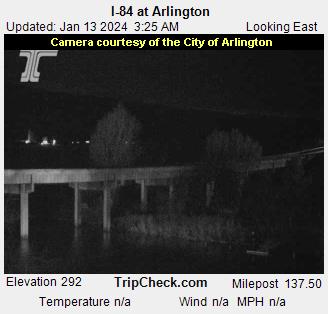 I-84 at Arlington
Updated: Jan 13 2024 3:25 AM Looking East
Camera courtesy of the City of Arlington
Elevation 292 TripCheck.com Milepost 137.50
Temperature n/a Wind n/a MPH n/a